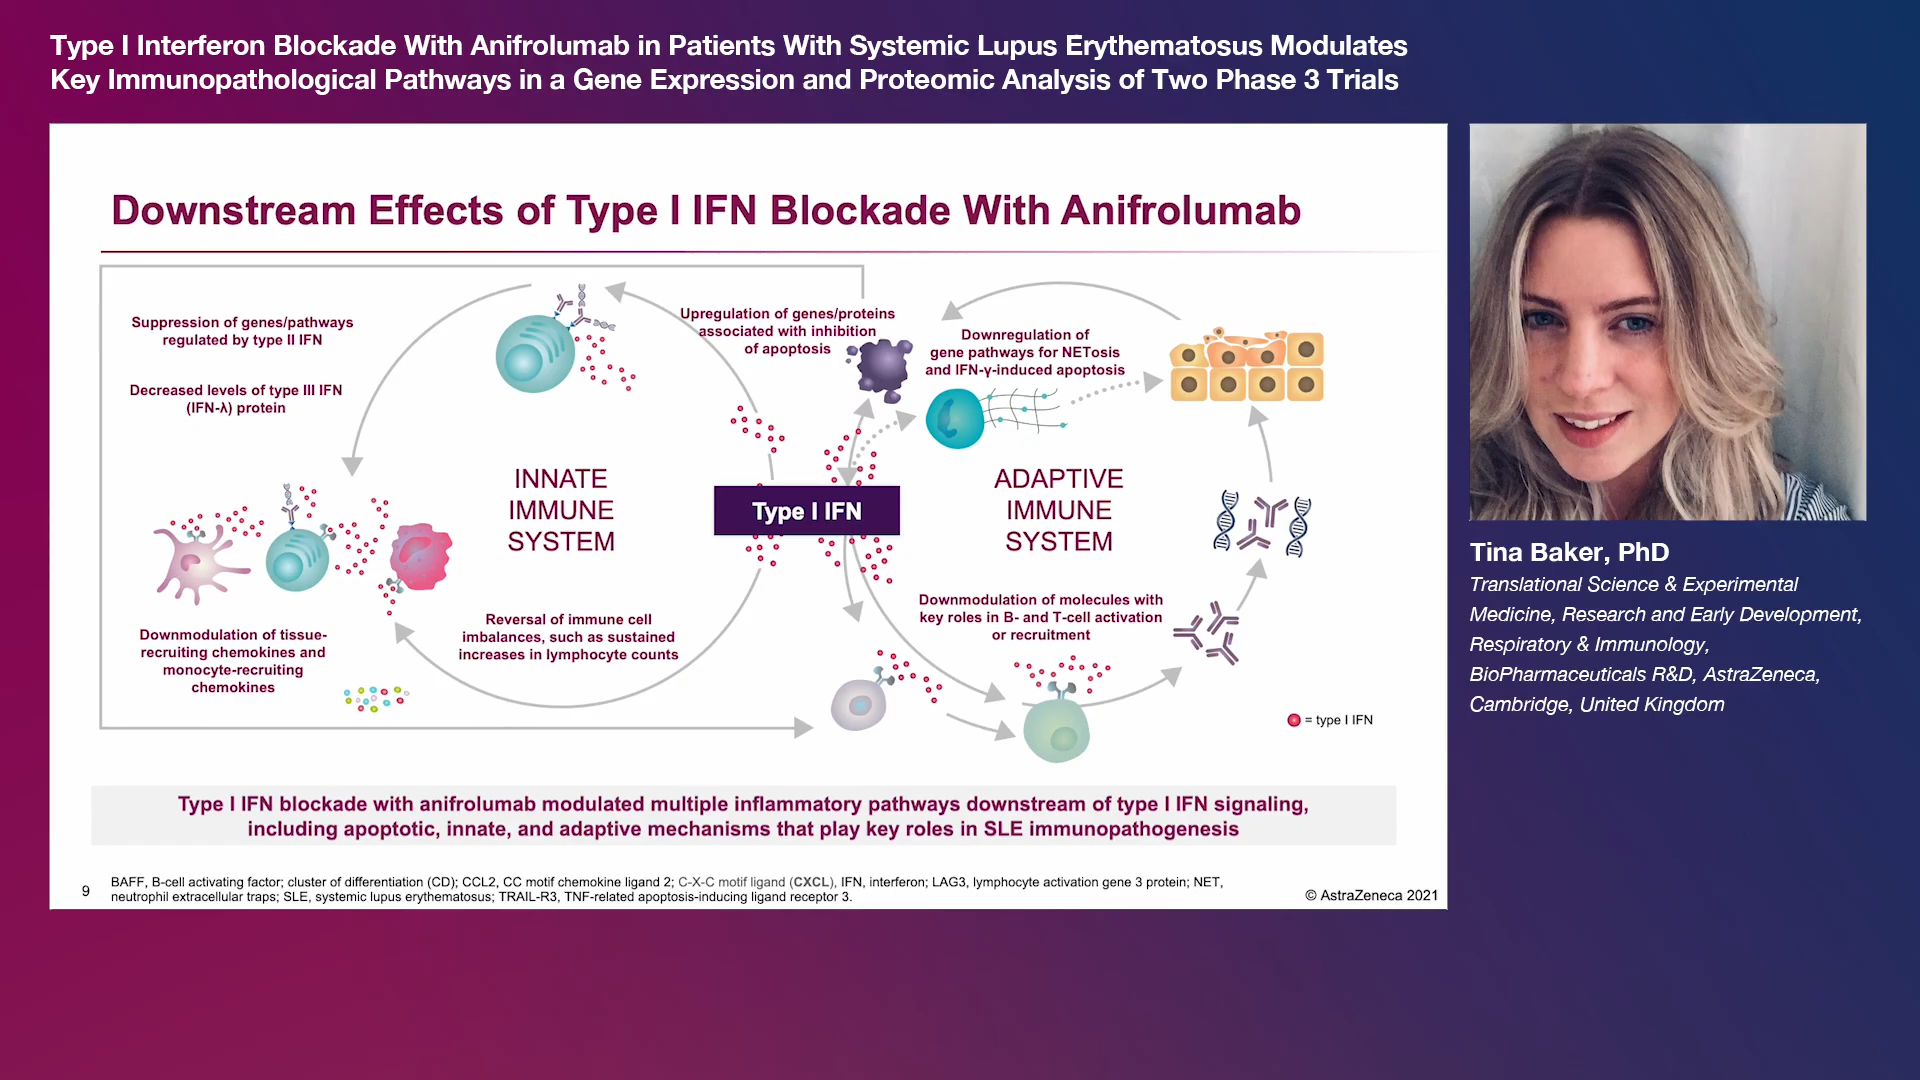 Type I Interferon Blockade With Anifrolumab in Patients With Systemic Lupus Erythematosus Modulates
Key Immunopathological Pathways in a Gene Expression and Proteomic Analysis of Two Phase 3 Trials
Downstream Effects of Type I IFN Blockade With Anifrolumab
Suppression of genes/pathways
regulated by type II IFN
Decreased levels of type III IFN
(IFN-λ) protein
Upregulation of genes/proteins
associated with inhibition
of apoptosis
Downregulation of
gene pathways for NETosis
and IFN-γ-induced apoptosis
INNATE
IMMUNE
SYSTEM
Type I IFN
ADAPTIVE
IMMUNE
SYSTEM
Downmodulation of tissue-
recruiting chemokines and
monocyte-recruiting
chemokines
Reversal of immune cell
imbalances, such as sustained
increases in lymphocyte counts
Downmodulation of molecules with
key roles in B- and T-cell activation
or recruitment
= type I IFN
Type I IFN blockade with anifrolumab modulated multiple inflammatory pathways downstream of type I IFN signaling,
including apoptotic, innate, and adaptive mechanisms that play key roles in SLE immunopathogenesis
9
BAFF, B-cell activating factor; cluster of differentiation (CD); CCL2, CC motif chemokine ligand 2; C-X-C motif ligand (CXCL), IFN, interferon; LAG3, lymphocyte activation gene 3 protein; NET,
neutrophil extracellular traps; SLE, systemic lupus erythematosus; TRAIL-R3, TNF-related apoptosis-inducing ligand receptor 3.
© AstraZeneca 2021
Tina Baker, PhD
Translational Science & Experimental
Medicine, Research and Early Development,
Respiratory & Immunology,
BioPharmaceuticals R&D, AstraZeneca,
Cambridge, United Kingdom